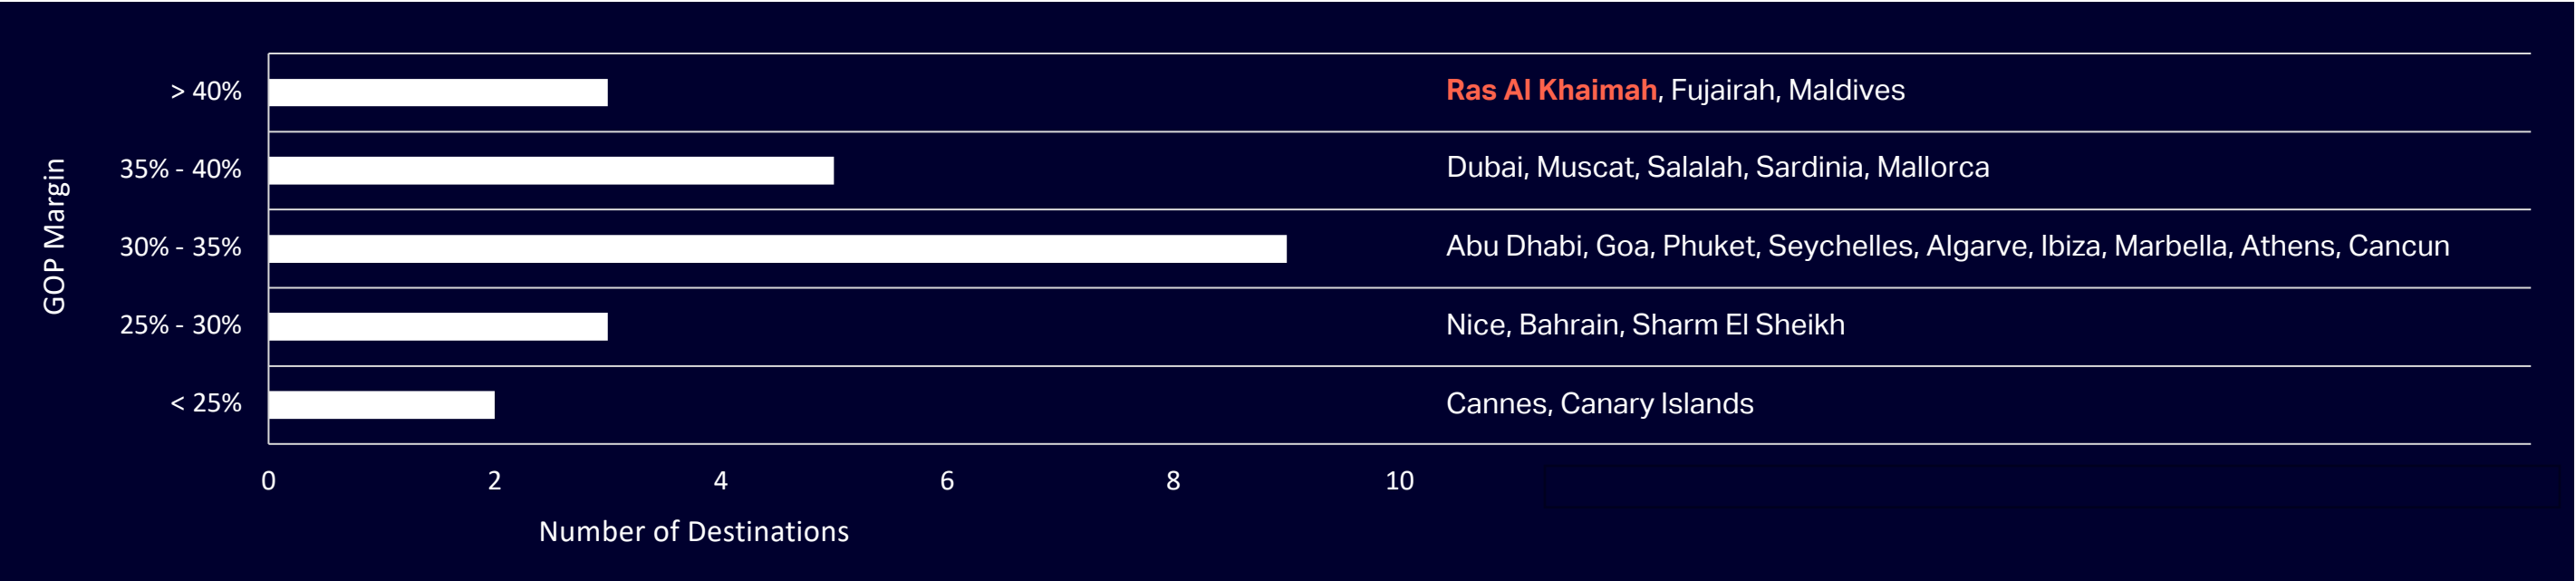 GOP Margin
> 40%
Ras Al Khaimah, Fujairah, Maldives
35% - 40%
Dubai, Muscat, Salalah, Sardinia, Mallorca
30% - 35%
Abu Dhabi, Goa, Phuket, Seychelles, Algarve, Ibiza, Marbella, Athens, Cancun
25% - 30%
Nice, Bahrain, Sharm El Sheikh
< 25%
Cannes, Canary Islands
0 2 4 6 8 10
Number of Destinations